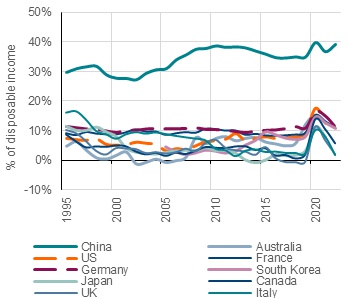 50%
40%
30%
20%
10%
0%
-10%
% of disposable income
1995
2000
2005
2010
2015
2020
China
Australia
US
France
Germany
South Korea
Japan
Canada
UK
Italy